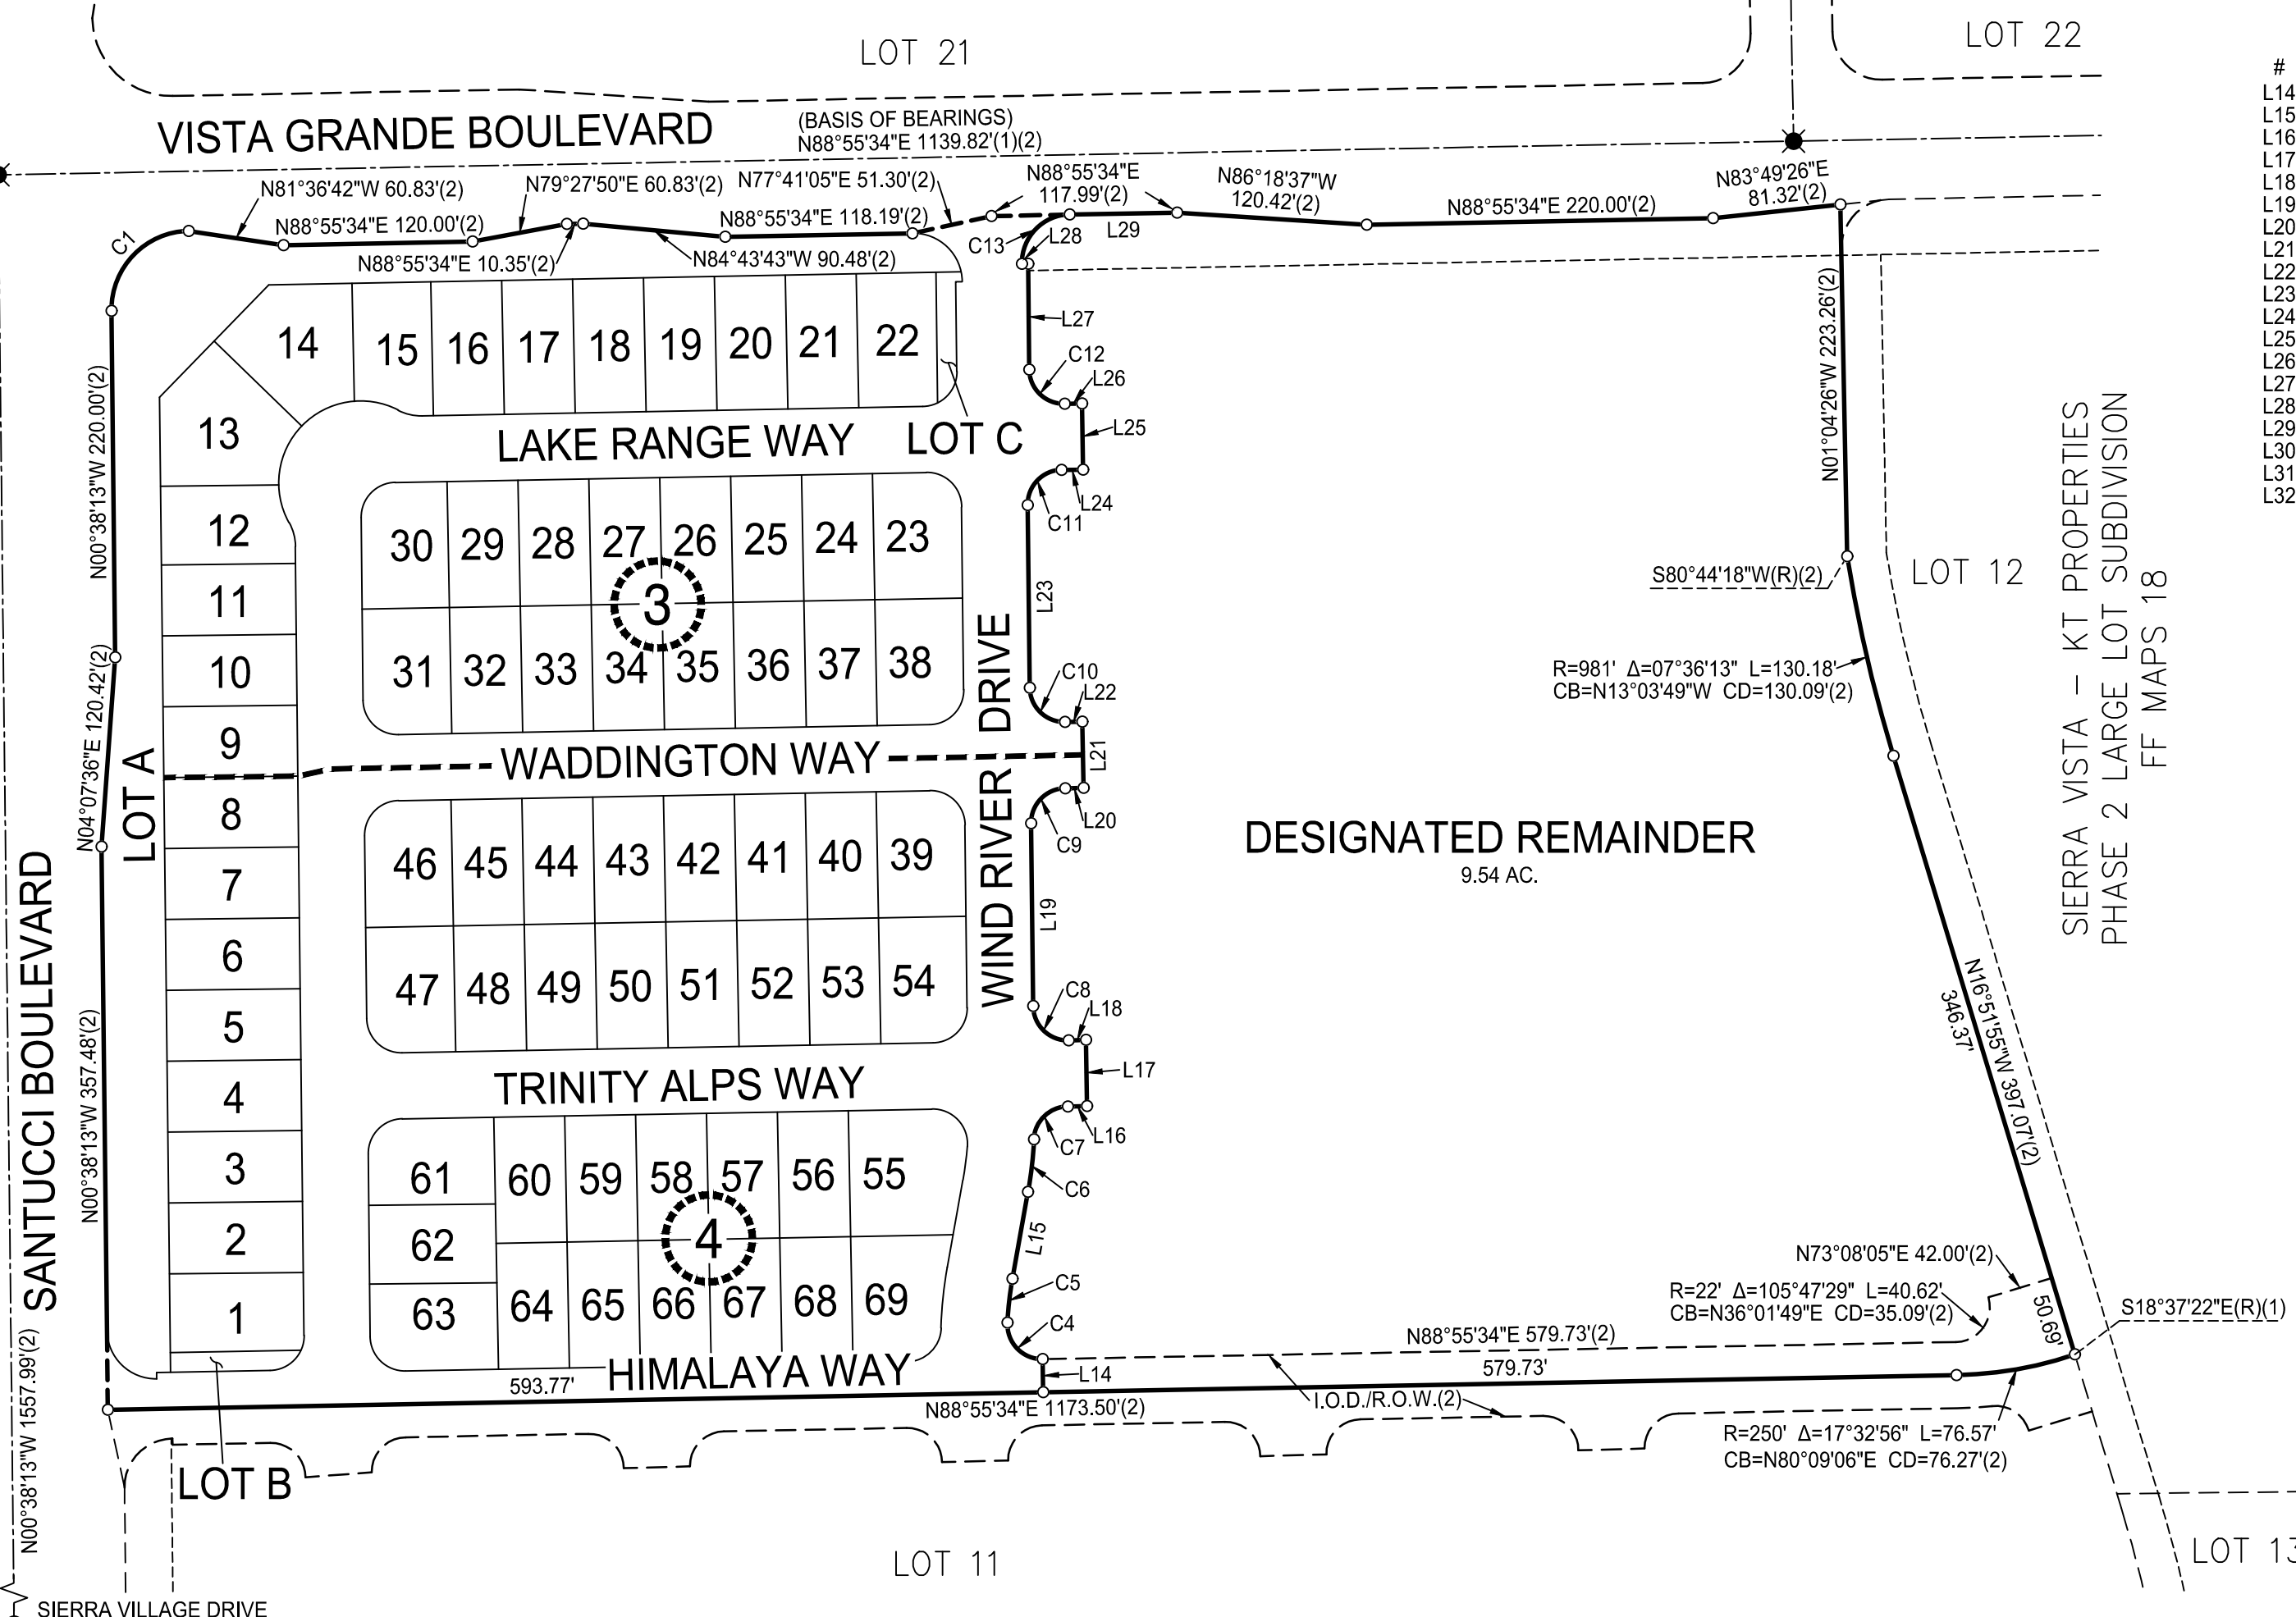 LOT 21
LOT 22
#
L14
L15
L16
L17
L18
L19
L20
L21
L22
L23
L24
L25
L26
L27
L28
L29
L30
L31
L32
VISTA GRANDE BOULEVARD
(BASIS OF BEARINGS)
N88°55'34"E 1139.82'(1)(2)
N81°36'42"W 60.83'(2)
N79°27'50"E 60.83'(2)
N77°41'05"E 51.30'(2)
N88°55'34"E
117.99'(2)
N86°18'37"W
120.42'(2)
N83°49'26"E
81.32'(2)
N88°55'34"E 120.00'(2)
N88°55'34"E 118.19'(2)
N88°55'34"E 220.00'(2)
N88°55'34"E 10.35'(2)
N84°43'43"W 90.48'(2)
C1
C13
L28
L29
L27
C12
L26
L25
L24
C11
L23
C10
L22
L21
L20
C9
L19
C8
L18
L17
L16
C7
C6
L15
C5
C4
L14
14
15
16
17
18
19
20
21
22
13
12
11
10
9
8
7
6
5
4
3
2
1
LAKE RANGE WAY
LOT C
30
29
28
27
26
25
24
23
3
31
32
33
34
35
36
37
38
WADDINGTON WAY
46
45
44
43
42
41
40
39
47
48
49
50
51
52
53
54
TRINITY ALPS WAY
61
60
59
58
57
56
55
62
4
63
64
65
66
67
68
69
HIMALAYA WAY
WIND RIVER DRIVE
LOT A
LOT B
SANTUCCI BOULEVARD
N00°38'13"W 220.00'(2)
N04°07'36"E 120.42'(2)
N00°38'13"W 357.48'(2)
N00°38'13"W 1557.99'(2)
SIERRA VILLAGE DRIVE
N01°04'26"W 223.26'(2)
S80°44'18"W(R)(2)
R=981' Δ=07°36'13" L=130.18'
CB=N13°03'49"W CD=130.09'(2)
LOT 12
SIERRA VISTA - KT PROPERTIES
PHASE 2 LARGE LOT SUBDIVISION
FF MAPS 18
DESIGNATED REMAINDER
9.54 AC.
N16°51'55"W 397.07'(2)
346.37'
50.69'
N73°08'05"E 42.00'(2)
R=22' Δ=105°47'29" L=40.62'
CB=N36°01'49"E CD=35.09'(2)
S18°37'22"E(R)(1)
N88°55'34"E 579.73'(2)
579.73'
593.77'
N88°55'34"E 1173.50'(2)
I.O.D./R.O.W.(2)
R=250' Δ=17°32'56" L=76.57'
CB=N80°09'06"E CD=76.27'(2)
LOT 11
LOT 13